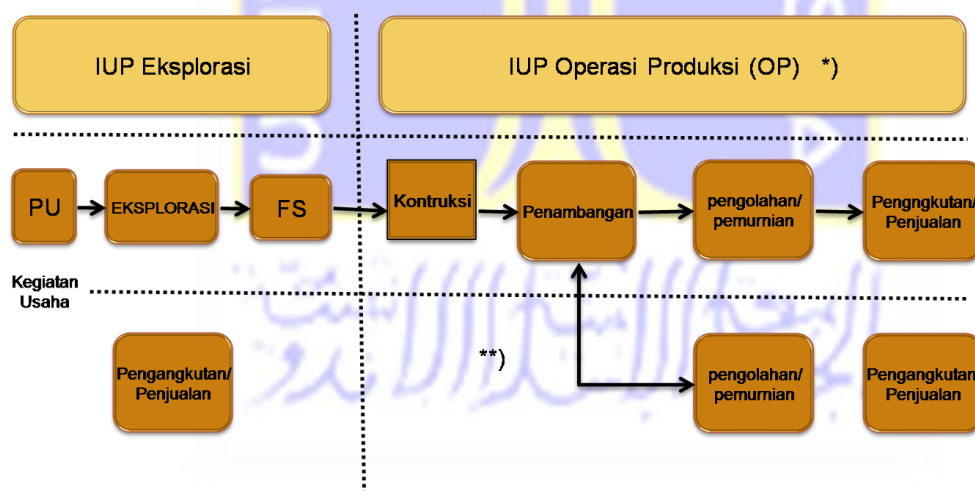 IUP Eksplorasi
IUP Operasi Produksi (OP) *)
PU
EKSPLORASI
FS
Kontruksi
Penambangan
pengolahan/
pemurnian
Pengngkutan/
Penjualan
Kegiatan
Usaha
Pengangkutan/
Penjualan
**)
pengolahan/
pemurnian
Pengangkutan/
Penjualan